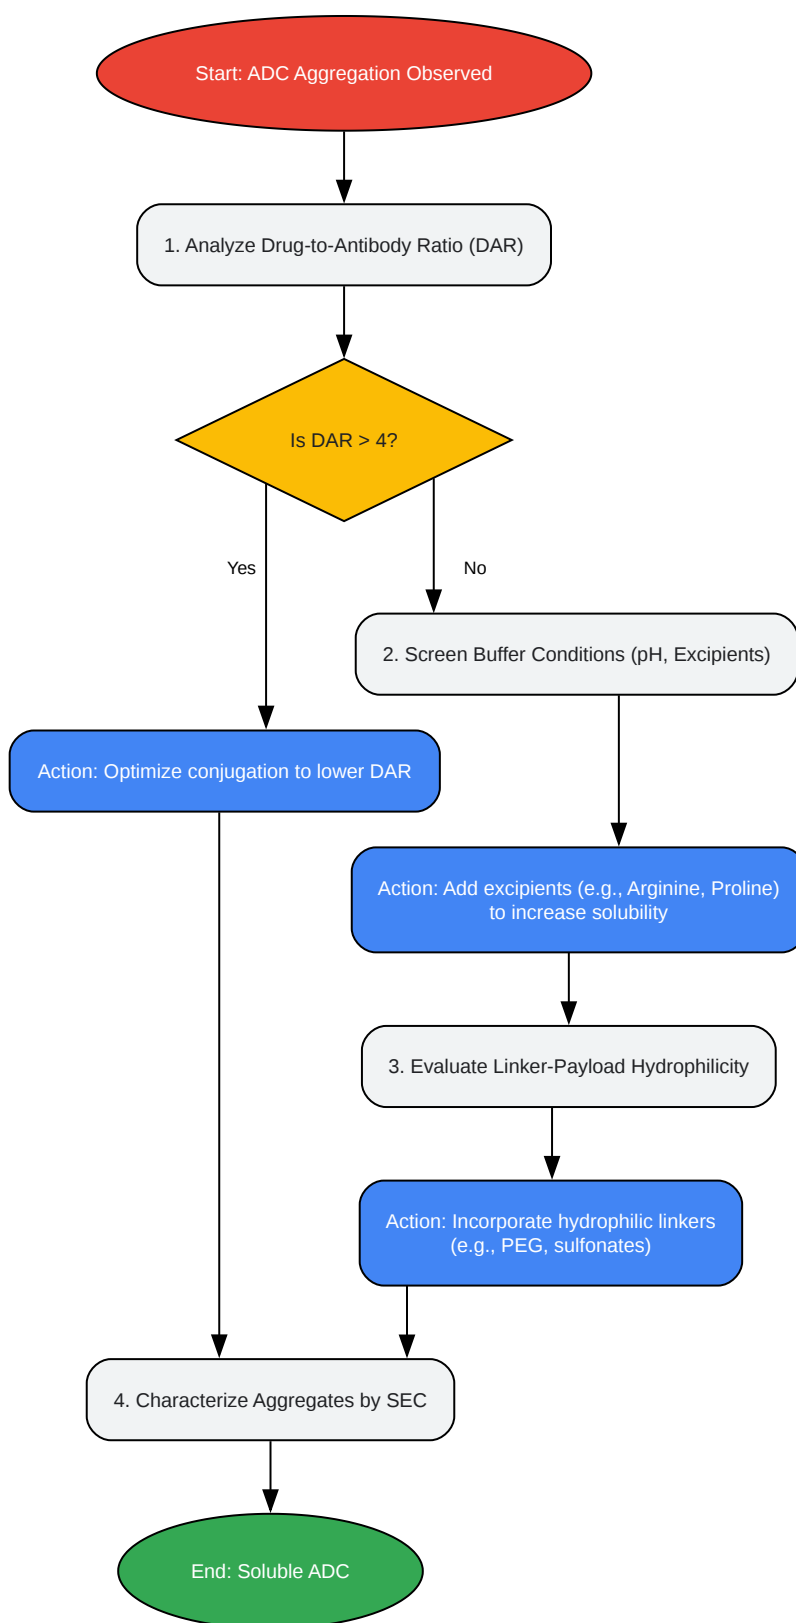 Start: ADC Aggregation Observed
1. Analyze Drug-to-Antibody Ratio (DAR)
Is DAR > 4?
Yes
No
2. Screen Buffer Conditions (pH, Excipients)
Action: Optimize conjugation to lower DAR
Action: Add excipients (e.g., Arginine, Proline)
to increase solubility
3. Evaluate Linker-Payload Hydrophilicity
Action: Incorporate hydrophilic linkers
(e.g., PEG, sulfonates)
4. Characterize Aggregates by SEC
End: Soluble ADC